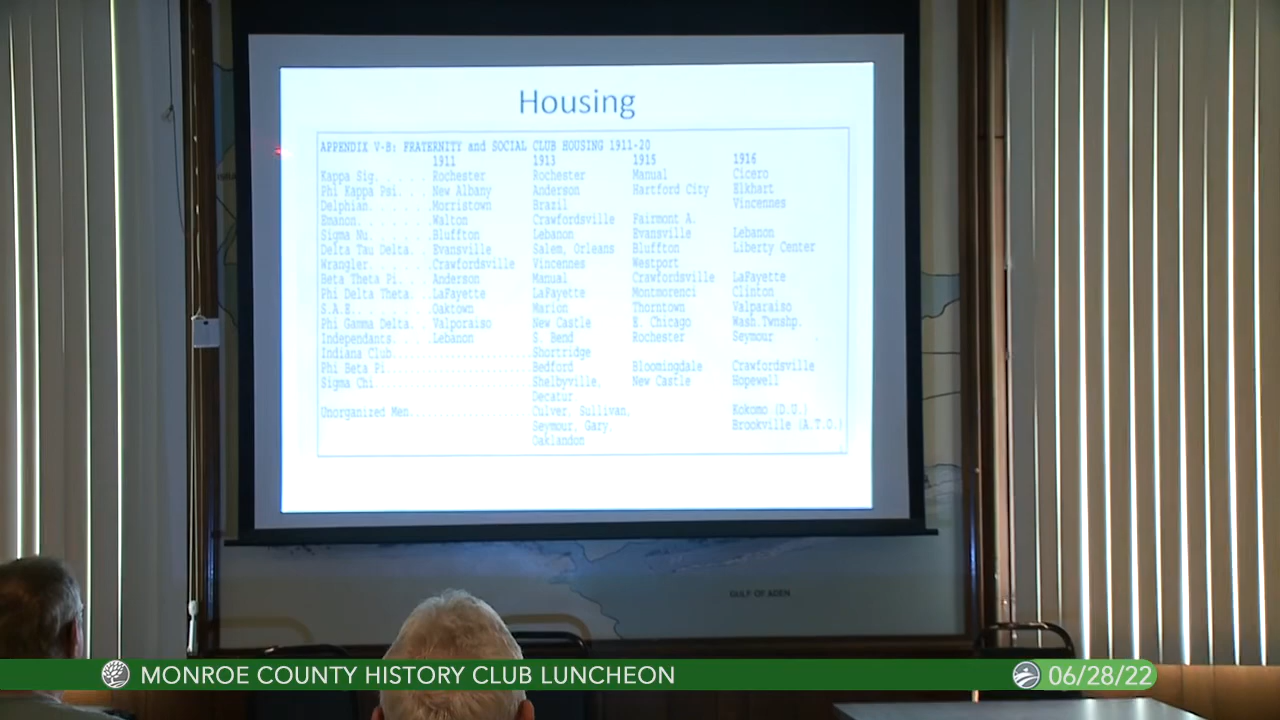 Housing
APPENDIX V-B: FRATERNITY and SOCIAL CLUB HOUSING 1911-20
1911 1913 1915 1916
Kappa Sig. . . . . . Rochester Rochester Manual Cicero
Phi Kappa Psi. . . New Albany Anderson Hartford City Elkhart
Delphian. . . . . . . Morristown Brazil Vincennes
Emanon. . . . . . . . Walton Crawfordsville Fairmont A.
Sigma Nu. . . . . . . Bluffton Lebanon Evansville Lebanon
Delta Tau Delta. . Evansville Salem, Orleans Bluffton Liberty Center
Wrangler. . . . . . . Crawfordsville Vincennes Westport
Beta Theta Pi. . . . Anderson Manual Crawfordsville LaFayette
Phi Delta Theta. . . LaFayette LaFayette Montmorenci Clinton
S.A.E. . . . . . . . Oaktown Marion Thorntown Valparaiso
Phi Gamma Delta. . Valporaiso New Castle E. Chicago Wash.Twnshp.
Independants. . . . . Lebanon S. Bend Rochester Seymour
Indiana Club. . . . . . . . . . . . . . . Shortridge
Phi Beta Pi. . . . . . . . . . . . . . . Bedford Bloomingdale Crawfordsville
Sigma Chi. . . . . . . . . . . . . . . . Shelbyville, New Castle Hopewell
Decatur
Unorganized Men. . . . . . . . . . . . . Culver, Sullivan, Kokomo (D.U.)
Seymour, Gary, Brookville (A.T.O.)
Oaklandon
GULF OF ADEN
MONROE COUNTY HISTORY CLUB LUNCHEON
06/28/22